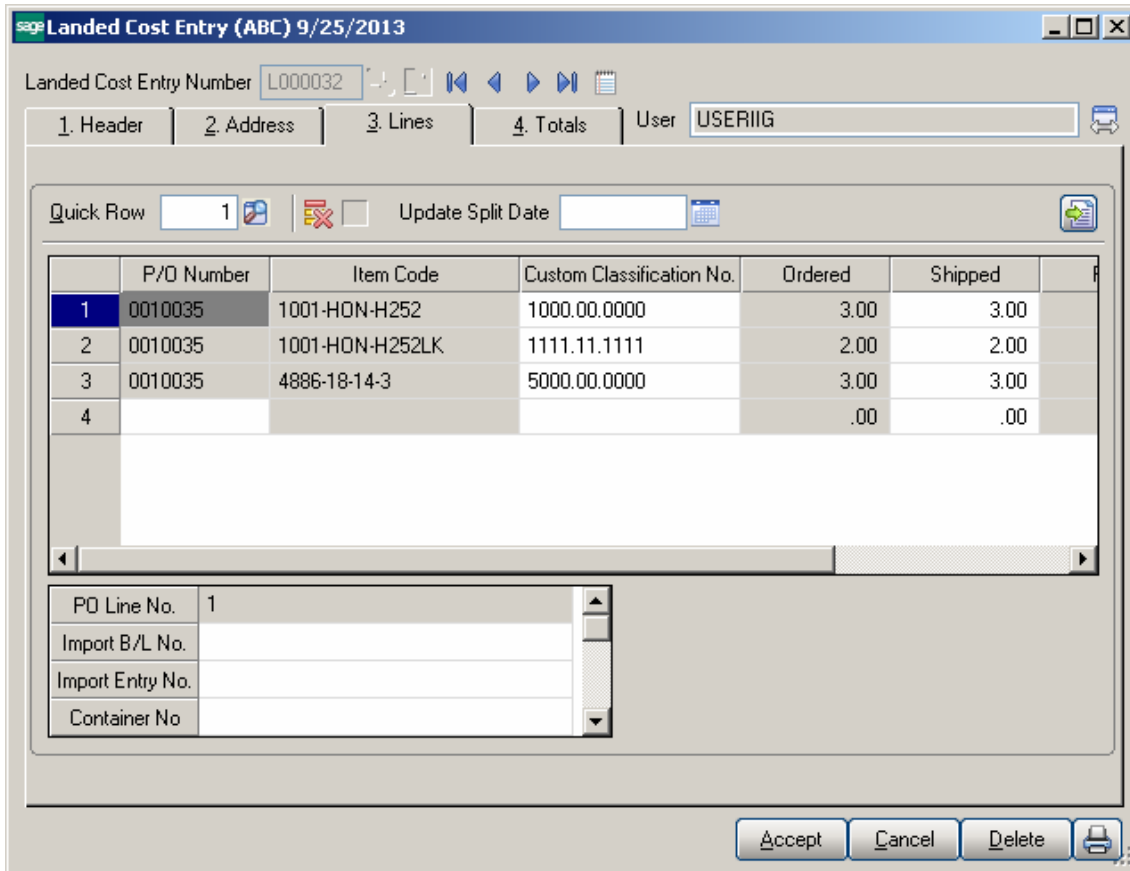 sage Landed Cost Entry (ABC) 9/25/2013
Landed Cost Entry Number L000032
1. Header 2. Address 3. Lines 4. Totals User USERIIG
Quick Row 1 Update Split Date
P/O Number Item Code Custom Classification No. Ordered Shipped
1 0010035 1001-HON-H252 1000.00.0000 3.00 3.00
2 0010035 1001-HON-H252LK 1111.11.1111 2.00 2.00
3 0010035 4886-18-14-3 5000.00.0000 3.00 3.00
4 .00 .00
PO Line No. 1
Import B/L No.
Import Entry No.
Container No
Accept Cancel Delete